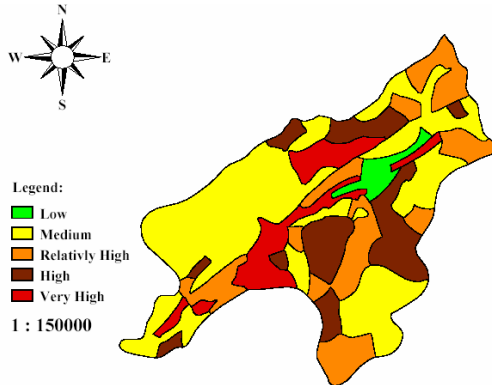 N
W E
S
Legend:
Low
Medium
Relativly High
High
Very High
1 : 150000